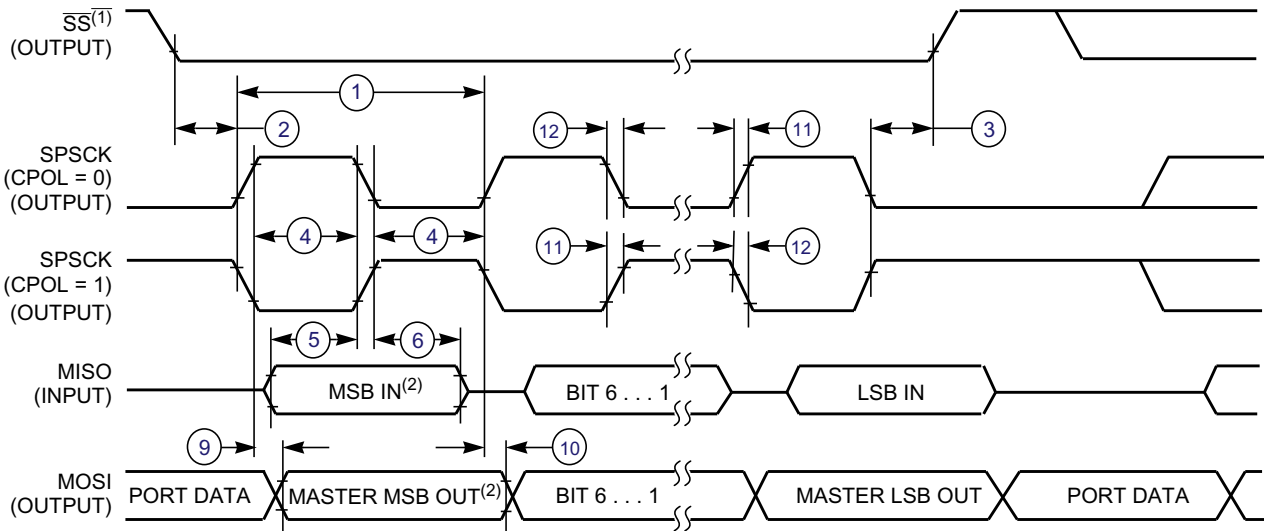 SS(1)
(OUTPUT)
1
2
12
11
3
SPSCK
(CPOL = 0)
(OUTPUT)
4
4
SPSCK
(CPOL = 1)
(OUTPUT)
11
12
5
6
MISO
(INPUT)
MSB IN(2)
BIT 6 . . . 1
LSB IN
9
10
MOSI
(OUTPUT)
PORT DATA
MASTER MSB OUT(2)
BIT 6 . . . 1
MASTER LSB OUT
PORT DATA